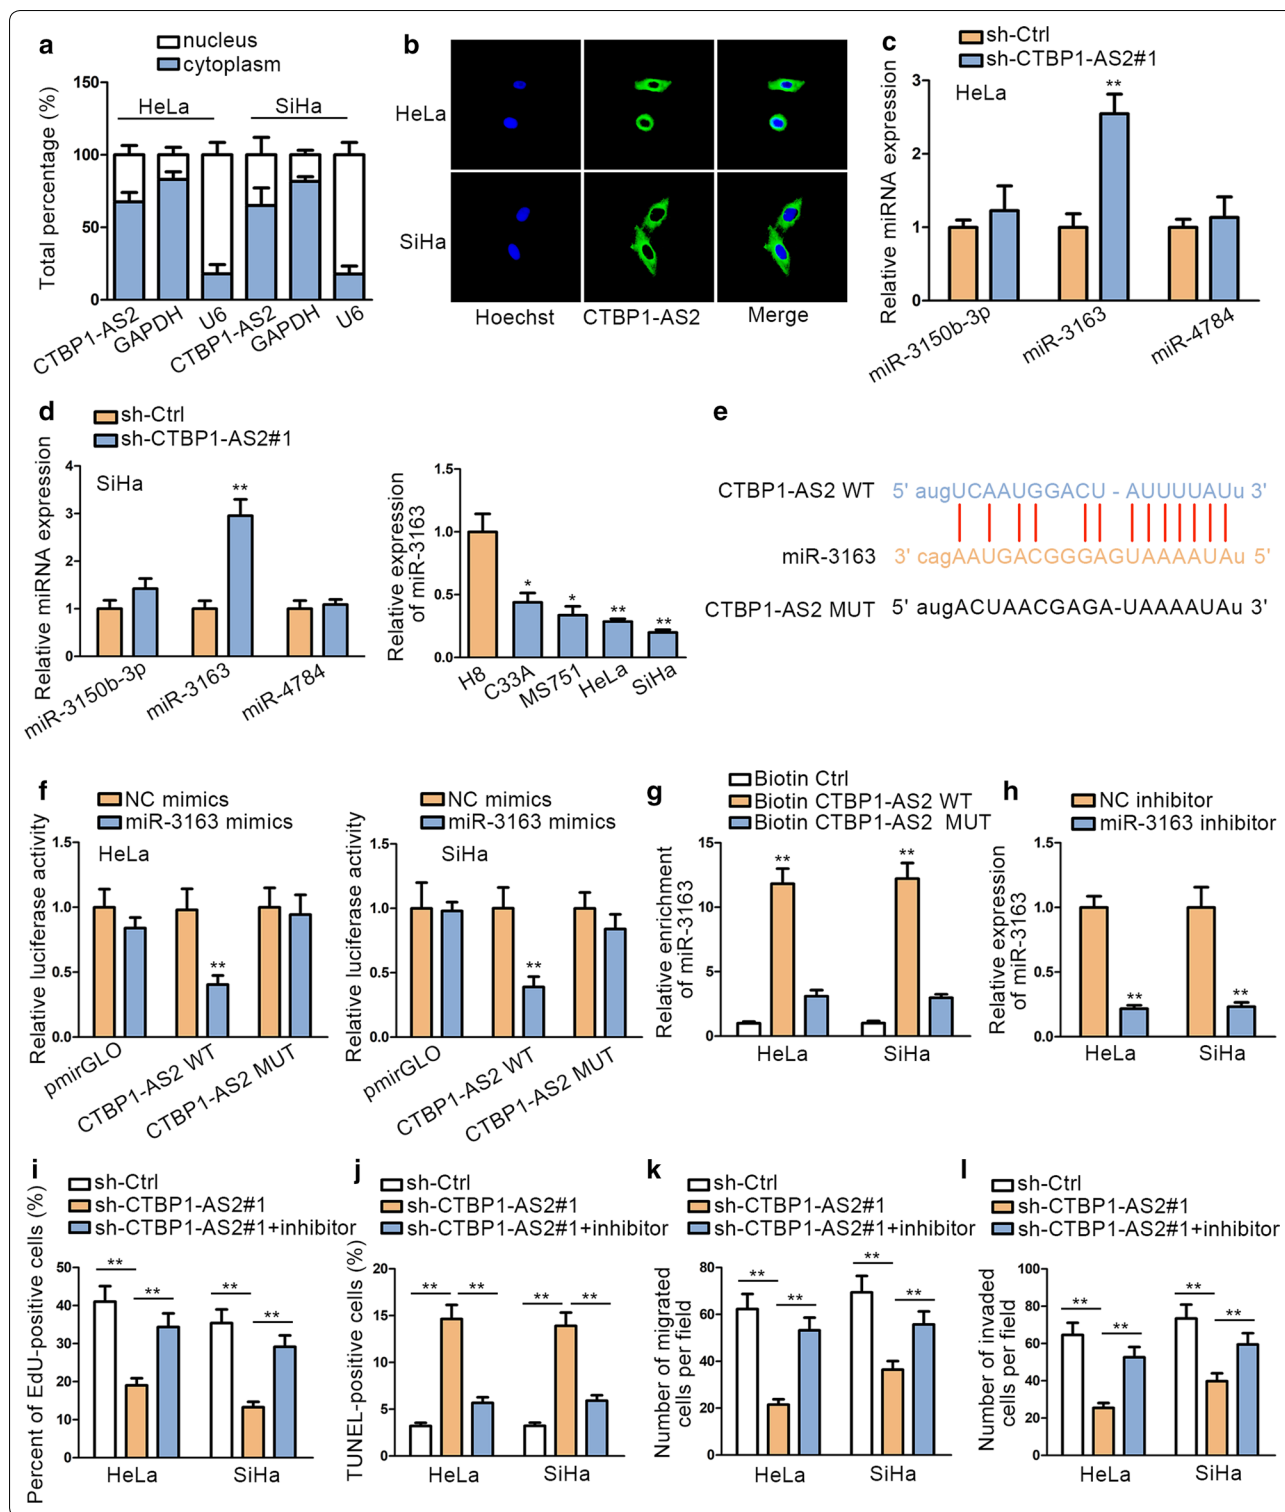 a
nucleus
cytoplasm
Total percentage (%)
150
100
50
0
HeLa
SiHa
CTBP1-AS2
GAPDH
U6
CTBP1-AS2
GAPDH
U6
b
HeLa
SiHa
Hoechst
CTBP1-AS2
Merge
c
sh-Ctrl
sh-CTBP1-AS2#1
Relative miRNA expression
3
2
1
0
HeLa
**
miR-3150b-3p
miR-3163
miR-4784
d
sh-Ctrl
sh-CTBP1-AS2#1
Relative miRNA expression
4
3
2
1
0
SiHa
**
miR-3150b-3p
miR-3163
miR-4784
Relative expression
of miR-3163
1.5
1.0
0.5
0.0
*
*
**
**
H8
C33A
MS751
HeLa
SiHa
e
CTBP1-AS2 WT 5' augUCAAUGGACU - AUUUUAUu 3'
miR-3163 3' cagAAUGACGGGAGUAAAAUAu 5'
CTBP1-AS2 MUT 5' augACUAACGAGA-UAAAAUAu 3'
f
NC mimics
miR-3163 mimics
Relative luciferase activity
1.5
1.0
0.5
0.0
HeLa
**
pmirGLO
CTBP1-AS2 WT
CTBP1-AS2 MUT
NC mimics
miR-3163 mimics
Relative luciferase activity
1.5
1.0
0.5
0.0
SiHa
**
pmirGLO
CTBP1-AS2 WT
CTBP1-AS2 MUT
g
Biotin Ctrl
Biotin CTBP1-AS2 WT
Biotin CTBP1-AS2 MUT
Relative enrichment
of miR-3163
15
10
5
0
**
**
HeLa
SiHa
h
NC inhibitor
miR-3163 inhibitor
Relative expression
of miR-3163
1.5
1.0
0.5
0.0
**
**
HeLa
SiHa
i
sh-Ctrl
sh-CTBP1-AS2#1
sh-CTBP1-AS2#1+inhibitor
Percent of EdU-positive cells (%)
50
40
30
20
10
0
**
**
**
**
HeLa
SiHa
j
sh-Ctrl
sh-CTBP1-AS2#1
sh-CTBP1-AS2#1+inhibitor
TUNEL-positive cells (%)
20
15
10
5
0
**
**
**
**
HeLa
SiHa
k
sh-Ctrl
sh-CTBP1-AS2#1
sh-CTBP1-AS2#1+inhibitor
Number of migrated
cells per field
80
60
40
20
0
**
**
**
**
HeLa
SiHa
l
sh-Ctrl
sh-CTBP1-AS2#1
sh-CTBP1-AS2#1+inhibitor
Number of invaded
cells per field
100
80
60
40
20
0
**
**
**
**
HeLa
SiHa